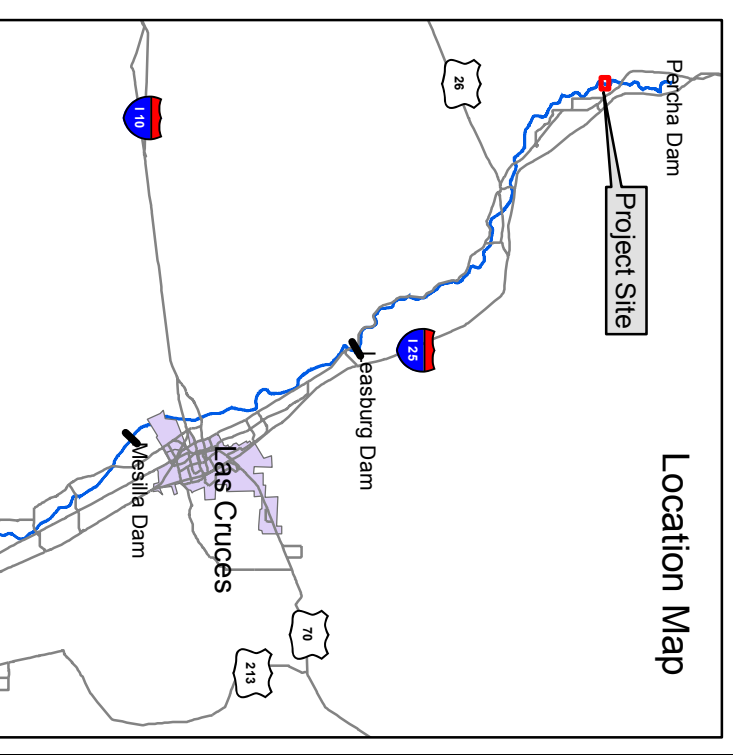 Location Map
Percha Dam
Project Site
26
I 25
I 10
Leasburg Dam
Las Cruces
Mesilla Dam
70
213